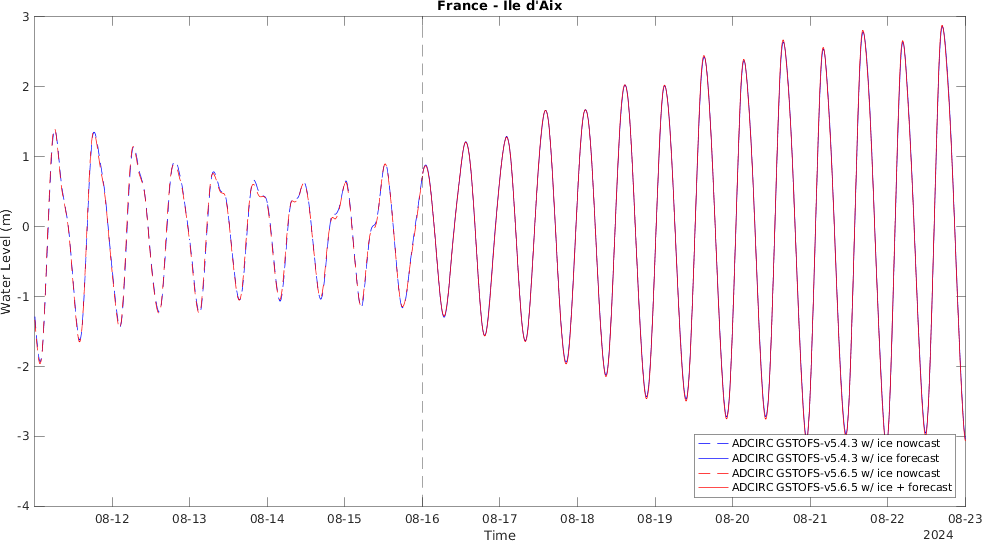 France - Ile d'Aix
3
2
1
0
-1
-2
-3
-4
Water Level (m)
ADCIRC GSTOFS-v5.4.3 w/ ice nowcast
ADCIRC GSTOFS-v5.4.3 w/ ice forecast
ADCIRC GSTOFS-v5.6.5 w/ ice nowcast
ADCIRC GSTOFS-v5.6.5 w/ ice + forecast
08-12 08-13 08-14 08-15 08-16 08-17 08-18 08-19 08-20 08-21 08-22 08-23
Time
2024